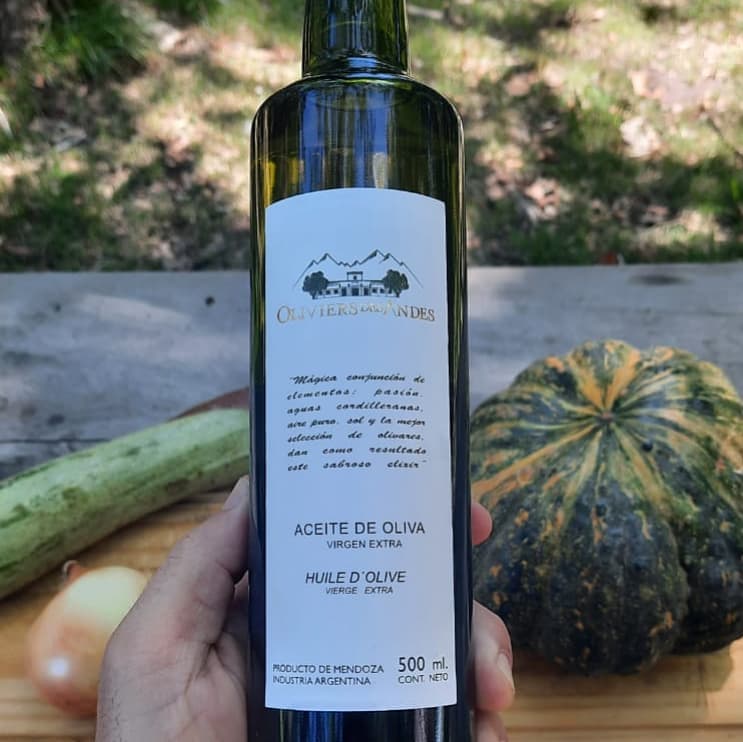 OLIVIERS DES ANDES
"Mágica conjunción de
elementos: pasión,
aguas cordilleranas,
aire puro, sol y la mejor
selección de olivares,
dan como resultado
este sabroso elixir"
ACEITE DE OLIVA
VIRGEN EXTRA
HUILE D´OLIVE
VIERGE EXTRA
PRODUCTO DE MENDOZA
INDUSTRIA ARGENTINA
500 ml.
CONT. NETO